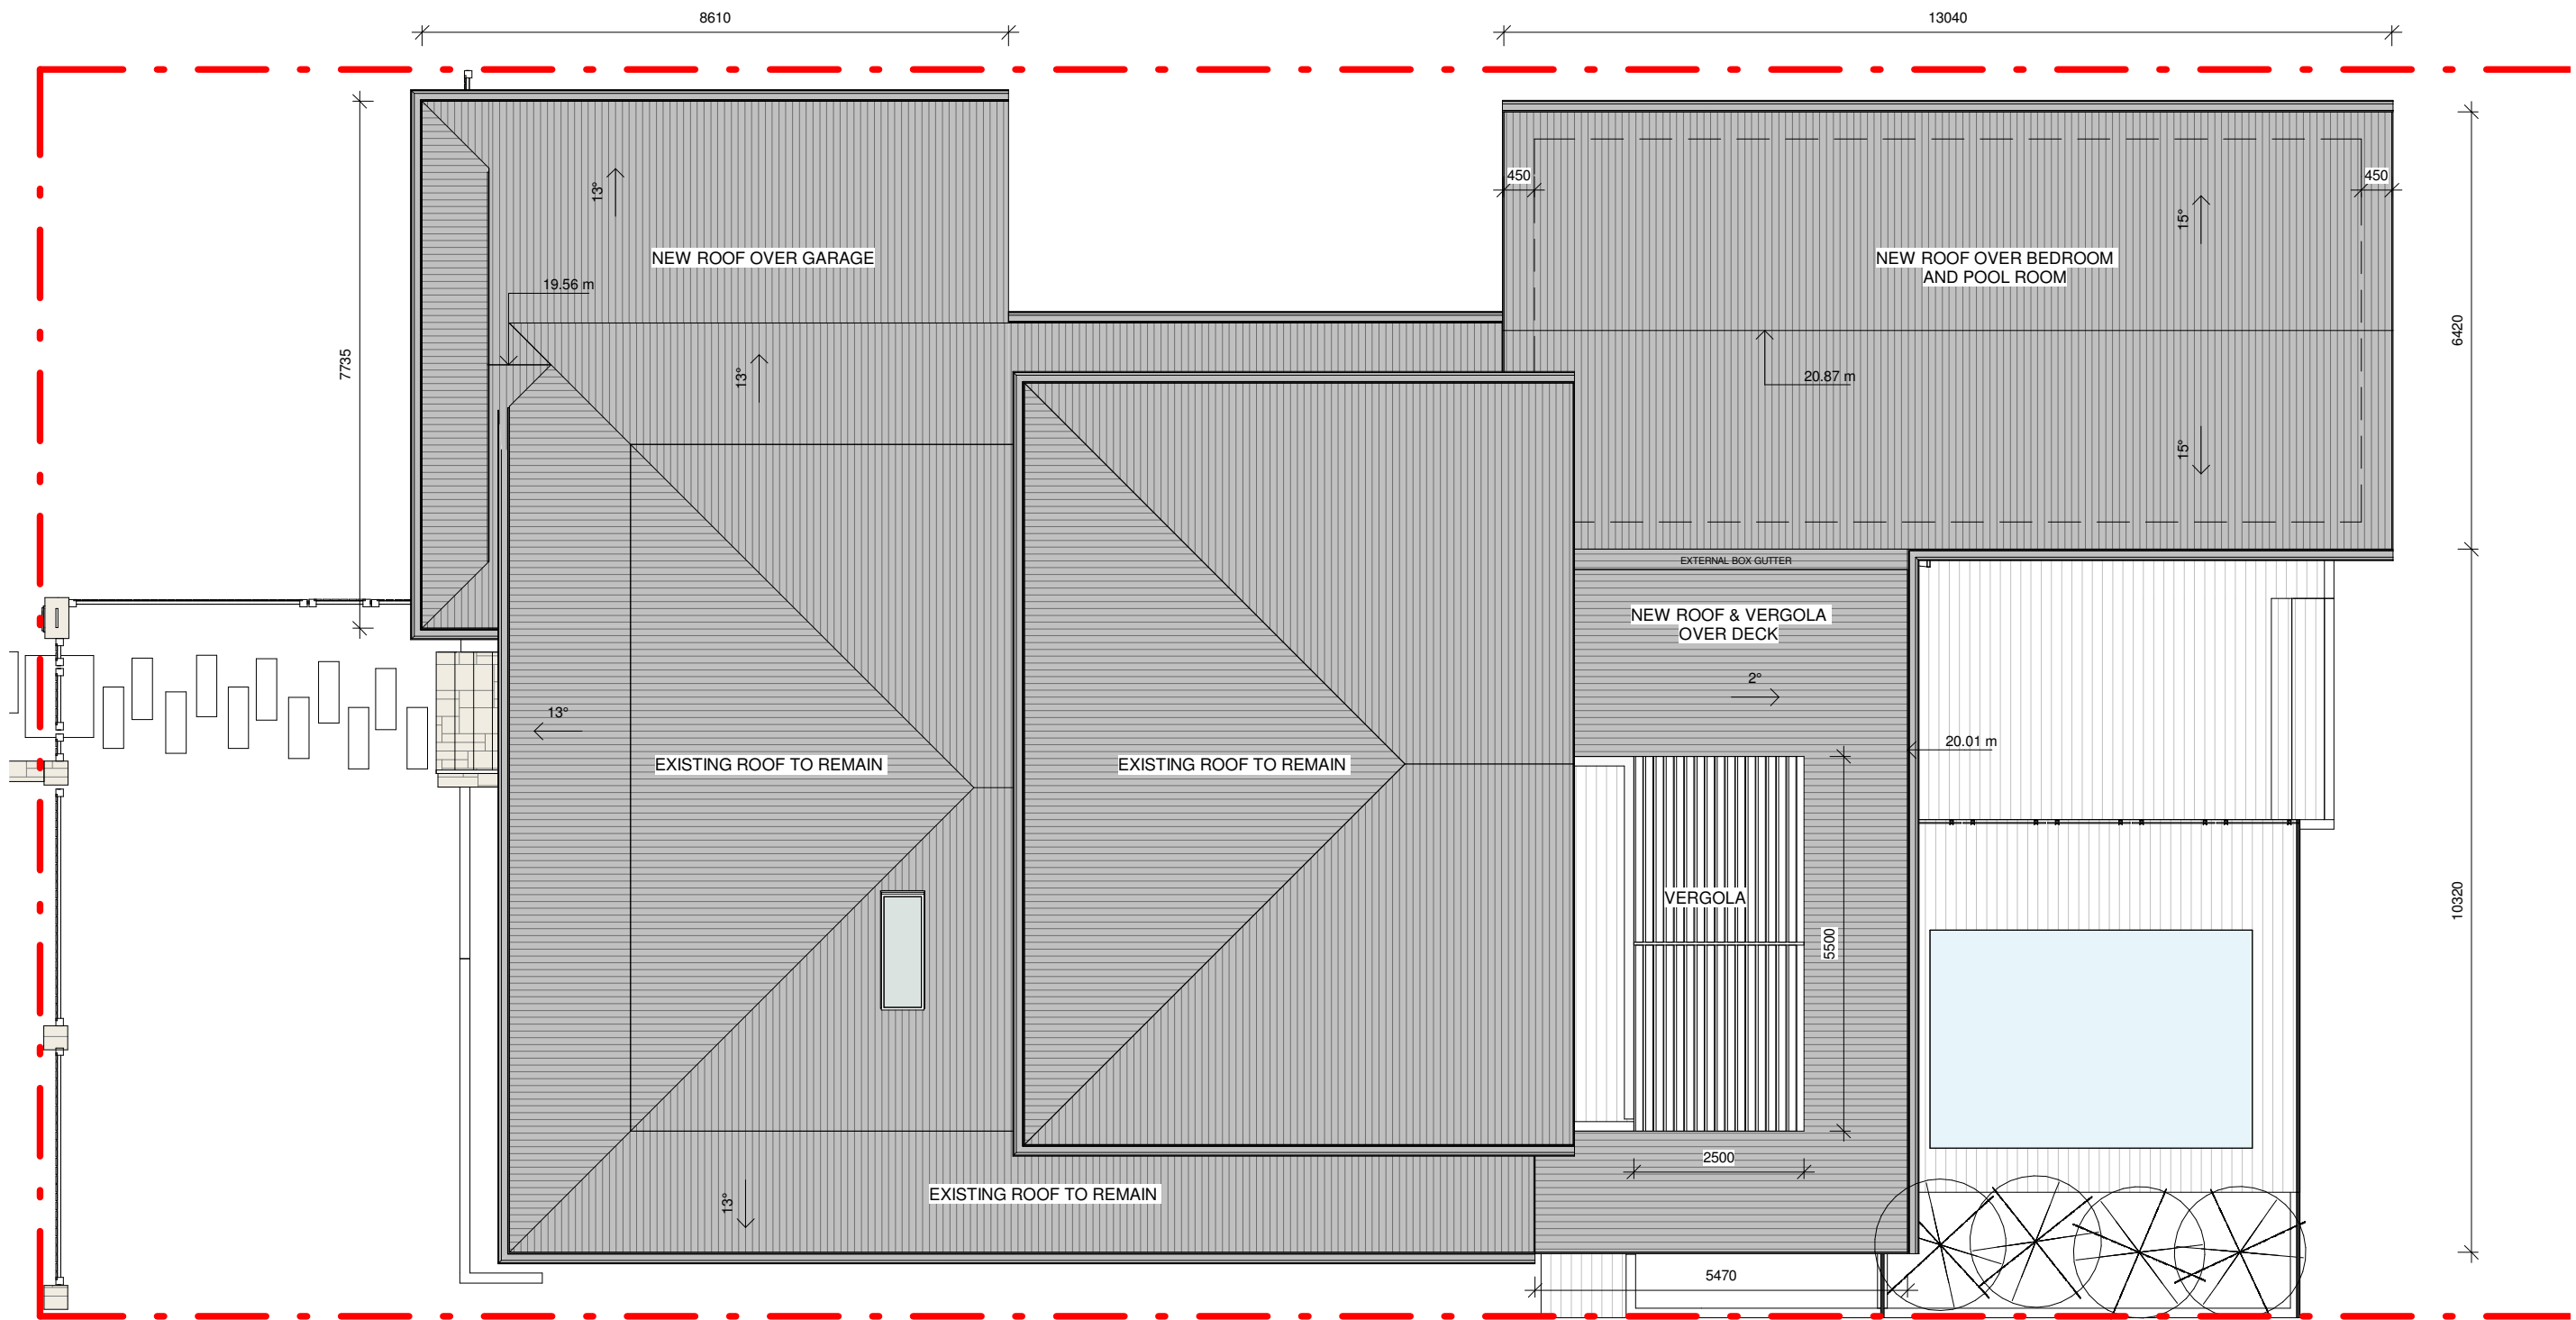 8610
13040
450
450
13°
15°
NEW ROOF OVER GARAGE
NEW ROOF OVER BEDROOM
AND POOL ROOM
19.56 m
7735
13°
6420
20.87 m
15°
EXTERNAL BOX GUTTER
NEW ROOF & VERGOLA
OVER DECK
2°
13°
20.01 m
EXISTING ROOF TO REMAIN
EXISTING ROOF TO REMAIN
VERGOLA
10320
5500
2500
EXISTING ROOF TO REMAIN
13°
5470